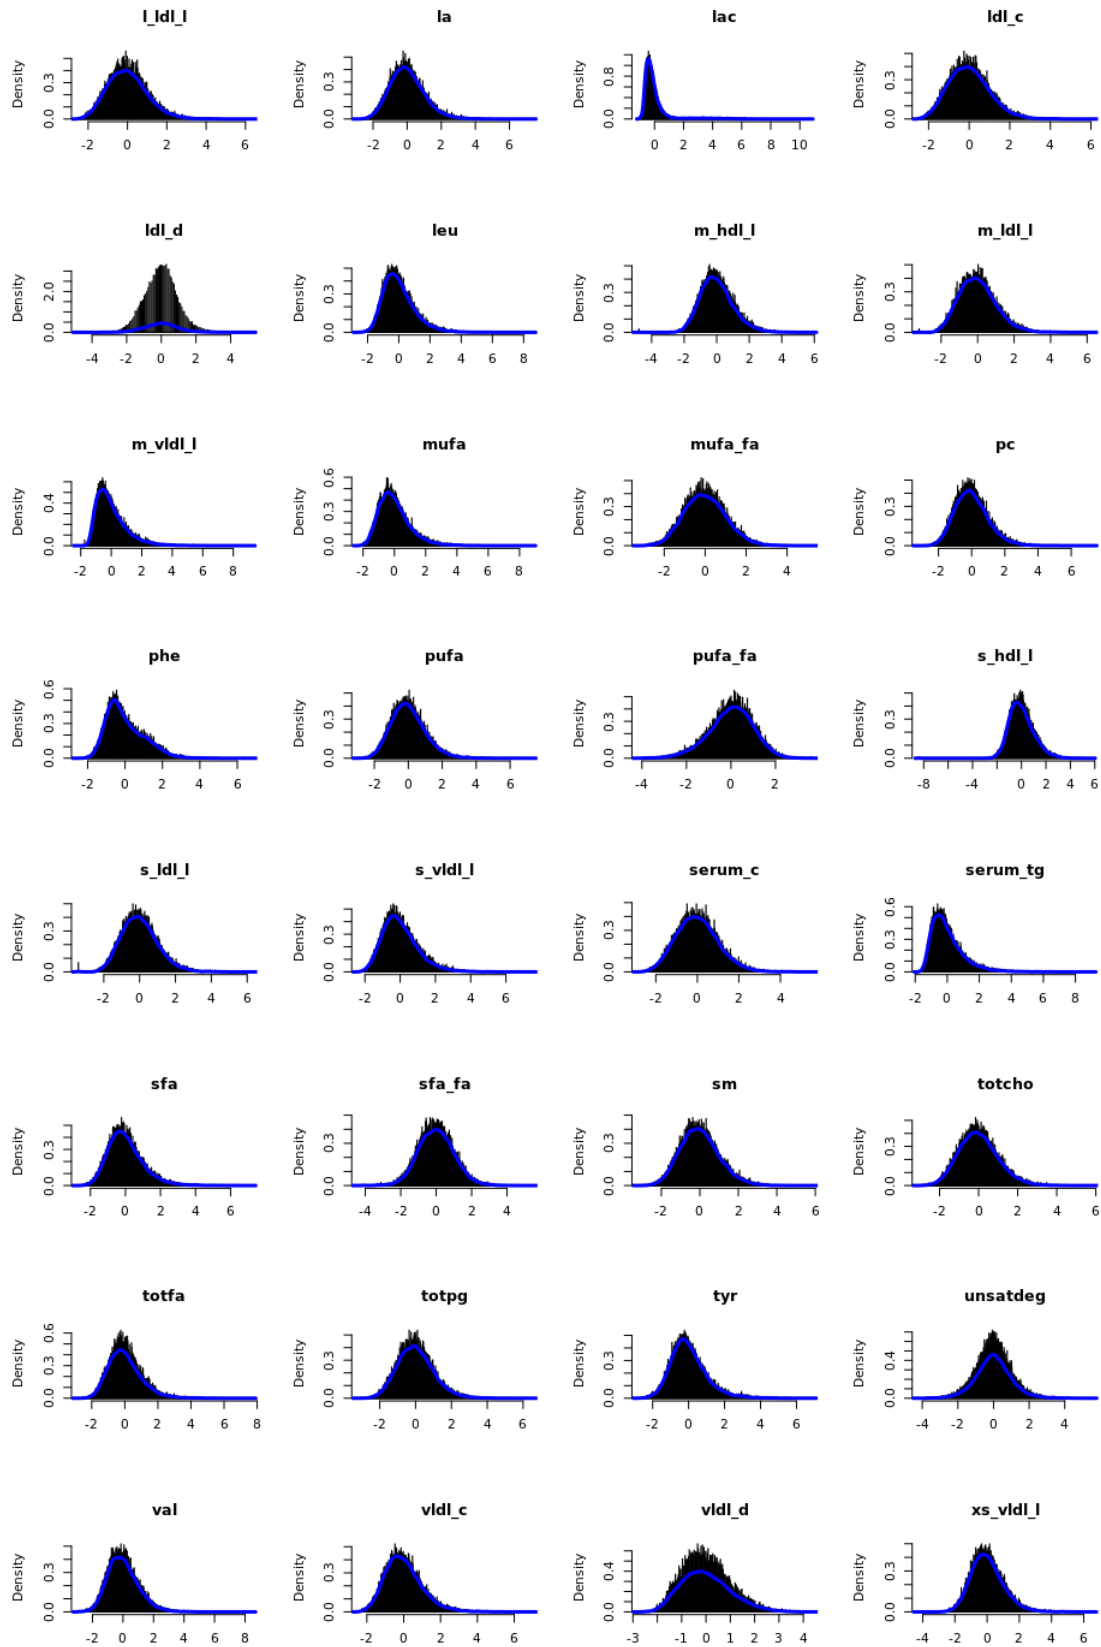 l_ldl_l la lac ldl_c
Density 0.0 0.3 -2 0 2 4 6
Density 0.0 0.3 -2 0 2 4 6
Density 0.0 0.8 0 2 4 6 8 10
Density 0.0 0.3 -2 0 2 4 6
ldl_d leu m_hdl_l m_ldl_l
Density 0.0 2.0 -4 -2 0 2 4
Density 0.0 0.3 -2 0 2 4 6 8
Density 0.0 0.3 -4 -2 0 2 4 6
Density 0.0 0.3 -2 0 2 4 6
m_vldl_l mufa mufa_fa pc
Density 0.0 0.4 -2 0 2 4 6 8
Density 0.0 0.3 0.6 -2 0 2 4 6 8
Density 0.0 0.3 -2 0 2 4
Density 0.0 0.3 -2 0 2 4 6
phe pufa pufa_fa s_hdl_l
Density 0.0 0.3 0.6 -2 0 2 4 6
Density 0.0 0.3 -2 0 2 4 6
Density 0.0 0.3 -4 -2 0 2
Density 0.0 0.3 -8 -6 -4 -2 0 2 4 6
s_ldl_l s_vldl_l serum_c serum_tg
Density 0.0 0.3 -2 0 2 4 6
Density 0.0 0.3 -2 0 2 4 6
Density 0.0 0.3 -2 0 2 4
Density 0.0 0.3 0.6 -2 0 2 4 6 8
sfa sfa_fa sm totcho
Density 0.0 0.3 -2 0 2 4 6
Density 0.0 0.3 -4 -2 0 2 4
Density 0.0 0.3 -2 0 2 4 6
Density 0.0 0.3 -2 0 2 4 6
totfa totpg tyr unsatdeg
Density 0.0 0.3 0.6 -2 0 2 4 6 8
Density 0.0 0.3 -2 0 2 4 6
Density 0.0 0.3 -2 0 2 4 6
Density 0.0 0.4 -4 -2 0 2 4
val vldl_c vldl_d xs_vldl_l
Density 0.0 0.3 -2 0 2 4 6 8
Density 0.0 0.3 -2 0 2 4 6
Density 0.0 0.4 -3 -1 0 1 2 3 4
Density 0.0 0.3 -4 -2 0 2 4 6